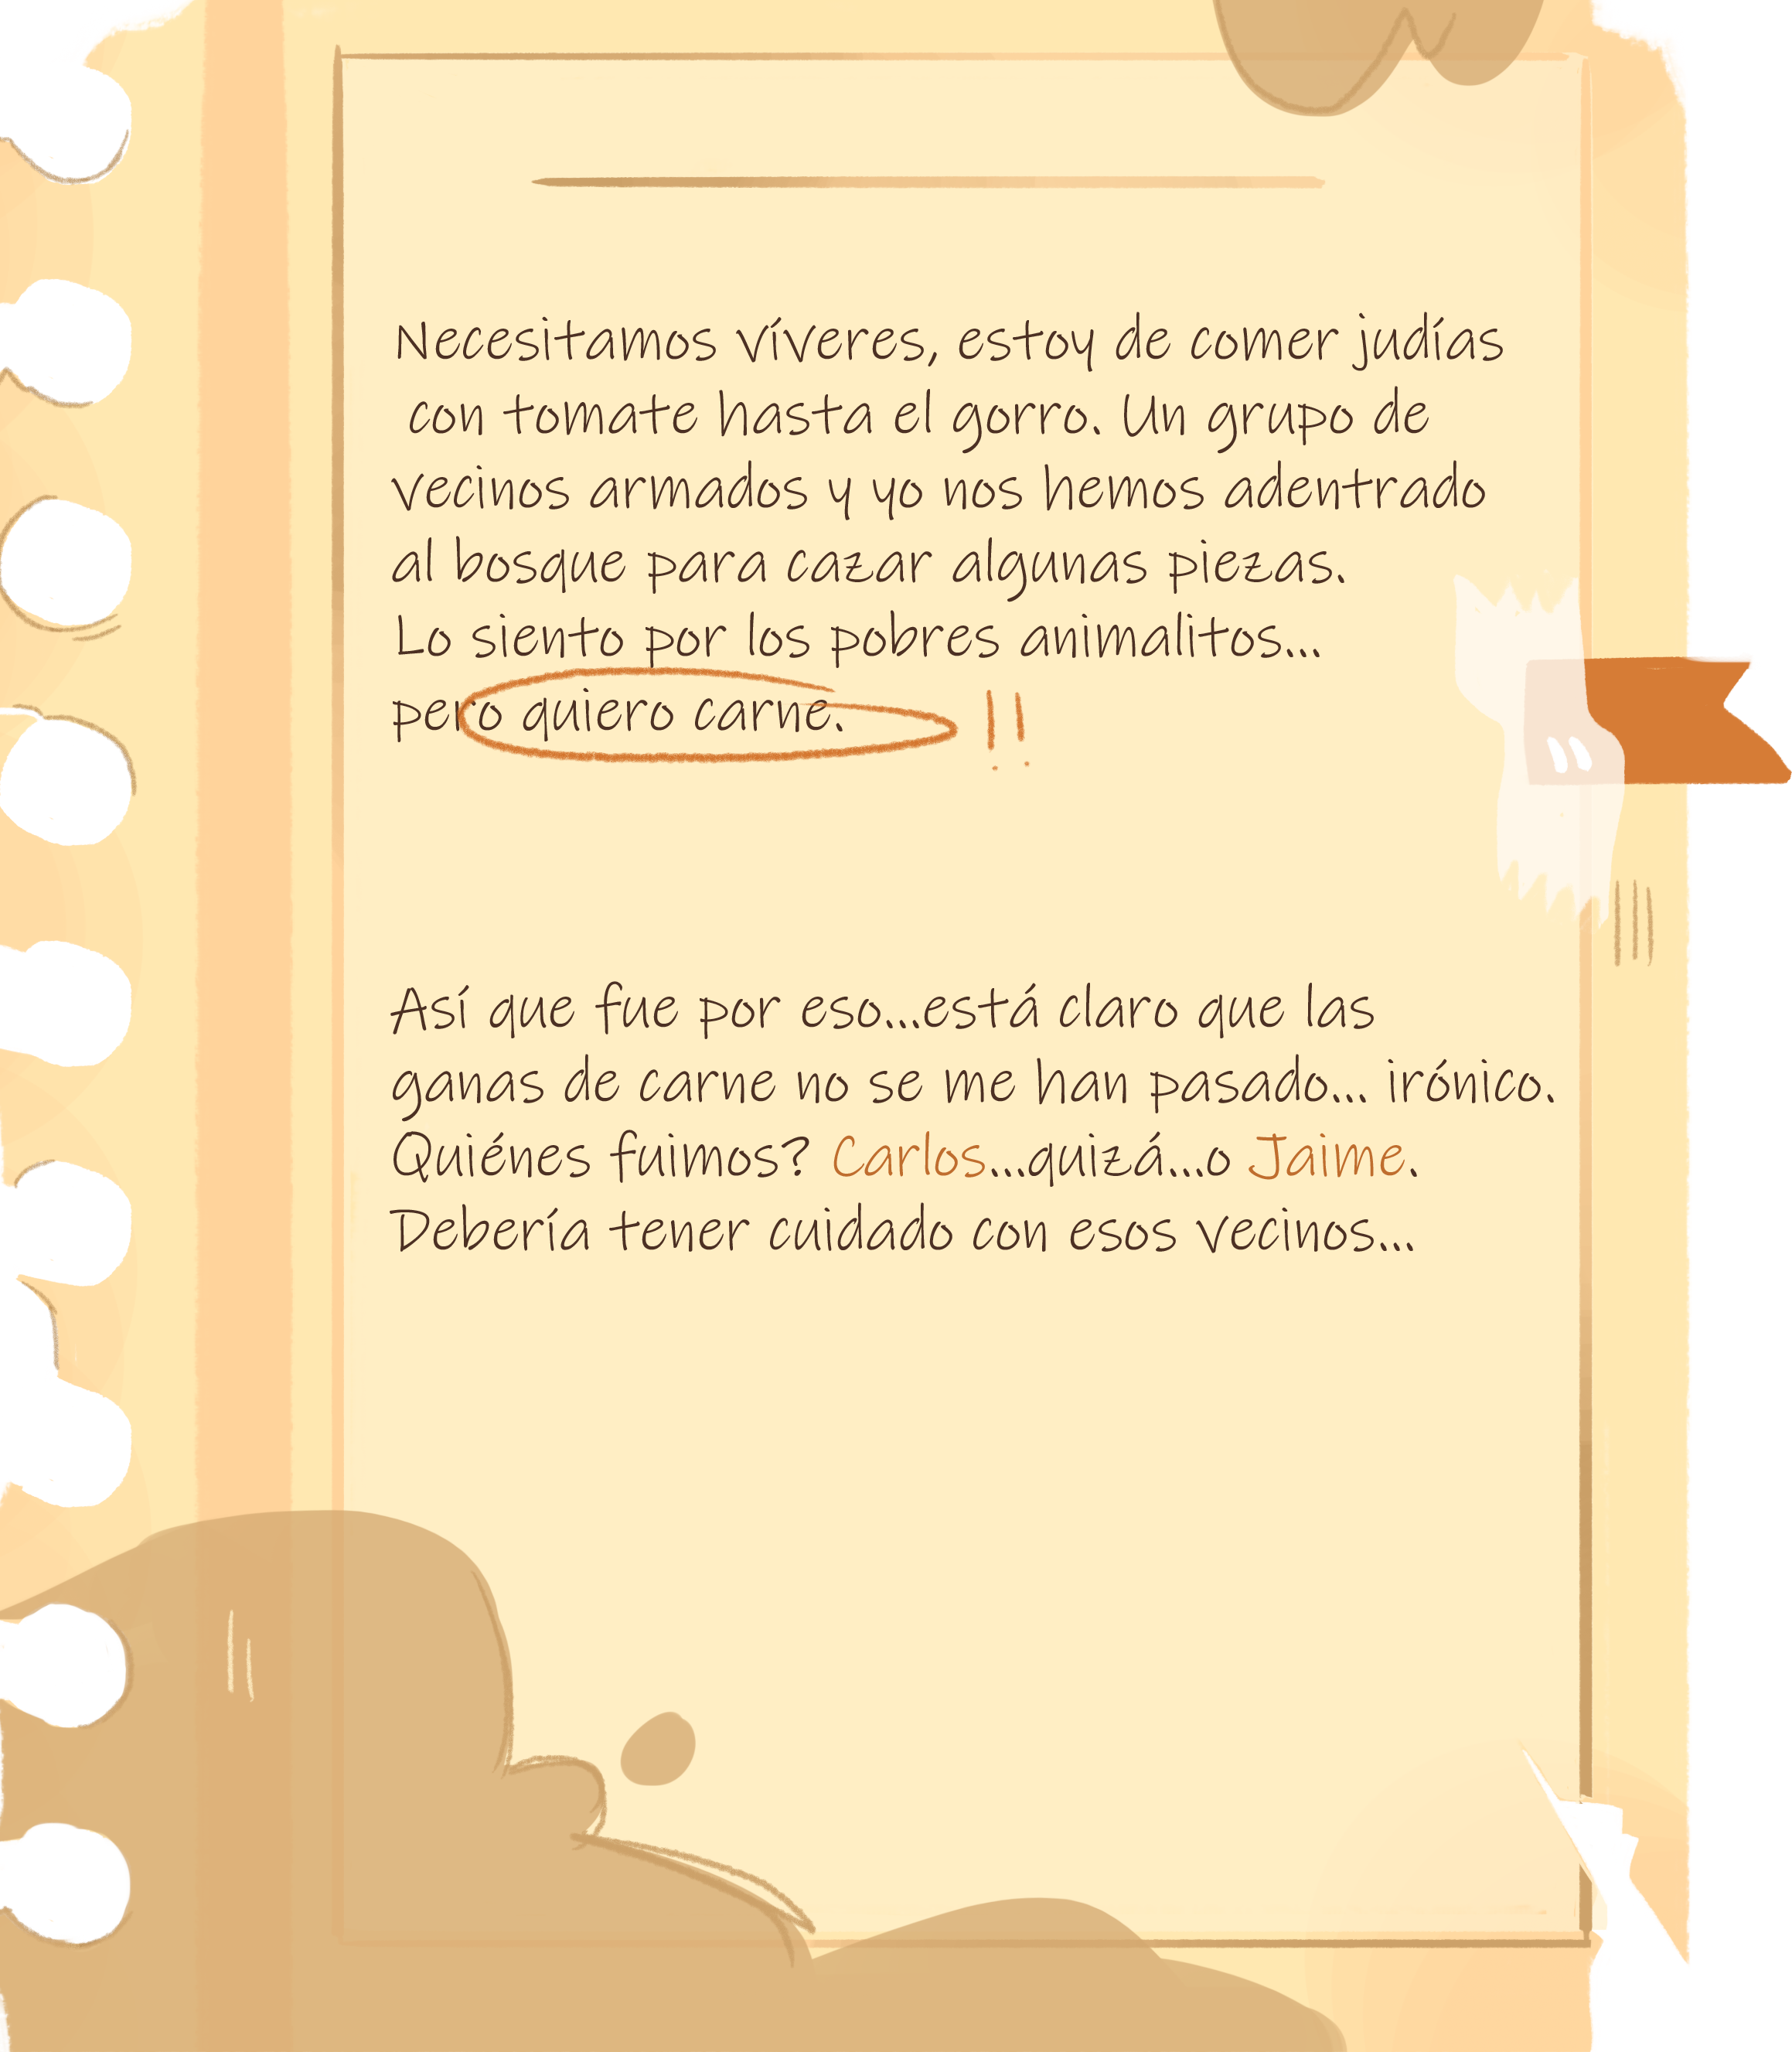 Necesitamos víveres, estoy de comer judías
con tomate hasta el gorro. Un grupo de
vecinos armados y yo nos hemos adentrado
al bosque para cazar algunas piezas.
Lo siento por los pobres animalitos...
pero quiero carne. !!
Así que fue por eso...está claro que las
ganas de carne no se me han pasado... irónico.
Quiénes fuimos? Carlos...quizá...o Jaime.
Debería tener cuidado con esos vecinos...